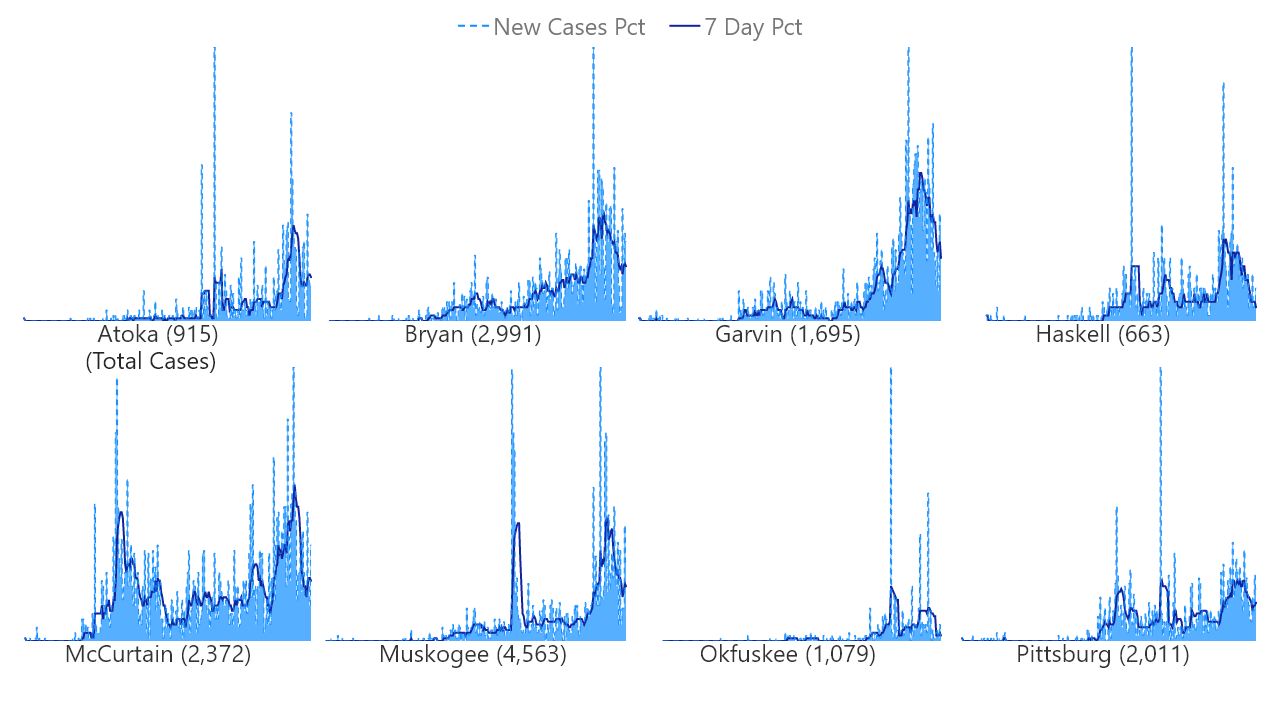 New Cases Pct 7 Day Pct
Atoka (915)
(Total Cases)
Bryan (2,991)
Garvin (1,695)
Haskell (663)
McCurtain (2,372)
Muskogee (4,563)
Okfuskee (1,079)
Pittsburg (2,011)